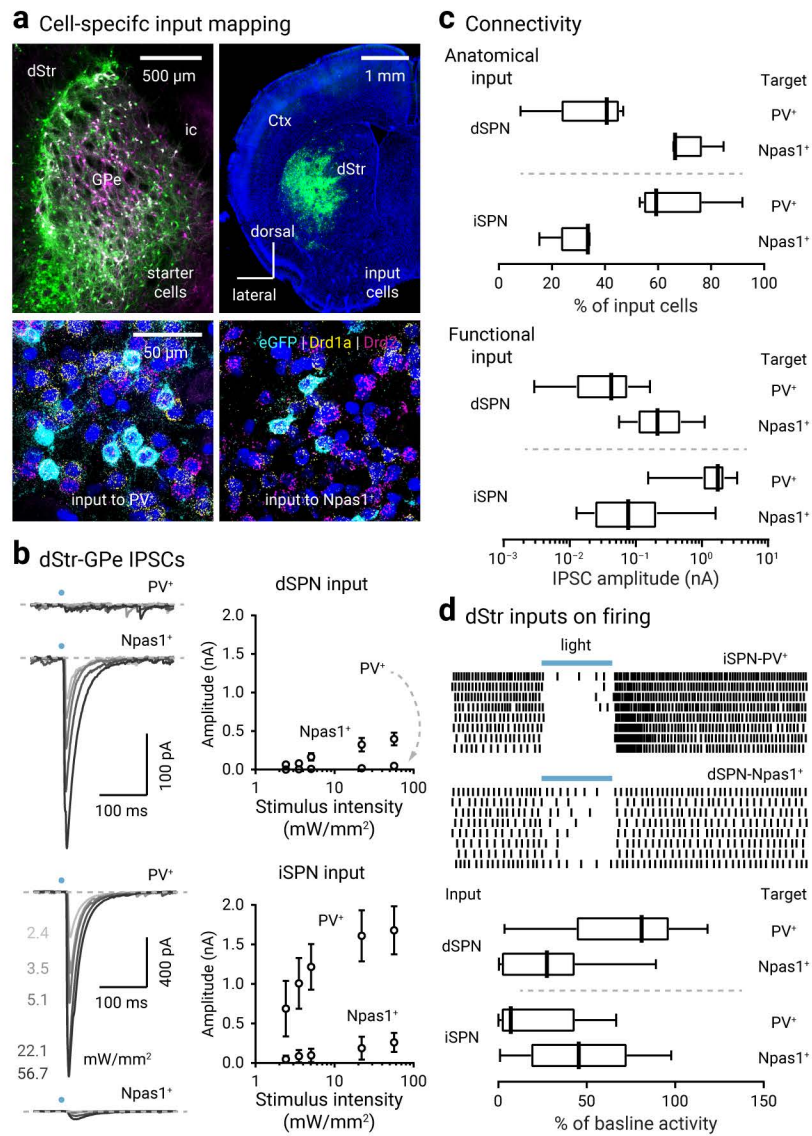 a Cell-specifc input mapping
dStr
500 µm
ic
GPe
starter
cells
1 mm
Ctx
dStr
dorsal
lateral
input
cells
50 µm
input to PV⁺
eGFP | Drd1a | Drd2
input to Npas1⁺
b dStr-GPe IPSCs
PV⁺
Npas1⁺
100 pA
100 ms
dSPN input
Amplitude (nA)
2.0
1.5
1.0
0.5
0.0
PV⁺
Npas1⁺
1 10 100
Stimulus intensity
(mW/mm²)
PV⁺
2.4
3.5
5.1
22.1
56.7
mW/mm²
400 pA
100 ms
Npas1⁺
iSPN input
Amplitude (nA)
2.0
1.5
1.0
0.5
0.0
PV⁺
Npas1⁺
1 10 100
Stimulus intensity
(mW/mm²)
c Connectivity
Anatomical
input Target
dSPN
PV⁺
Npas1⁺
iSPN
PV⁺
Npas1⁺
0 20 40 60 80 100
% of input cells
Functional
input Target
dSPN
PV⁺
Npas1⁺
iSPN
PV⁺
Npas1⁺
10⁻³ 10⁻² 10⁻¹ 10⁰ 10¹
IPSC amplitude (nA)
d dStr inputs on firing
light
iSPN-PV⁺
dSPN-Npas1⁺
Input Target
dSPN
PV⁺
Npas1⁺
iSPN
PV⁺
Npas1⁺
0 50 100 150
% of basline activity